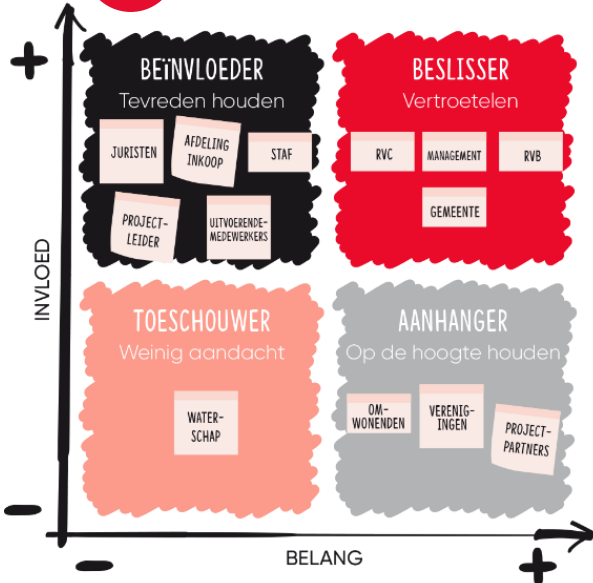 +
BEÏNVLOEDER
Tevreden houden
JURISTEN
AFDELING
INKOOP
STAF
PROJECT-
LEIDER
UITVOERENDE-
MEDEWERKERS
BESLISSER
Vertroetelen
RVC
MANAGEMENT
RVB
GEMEENTE
INVLOED
TOESCHOUWER
Weinig aandacht
WATER-
SCHAP
AANHANGER
Op de hoogte houden
OM-
WONENDEN
VERENIG-
INGEN
PROJECT-
PARTNERS
-
-
BELANG
+